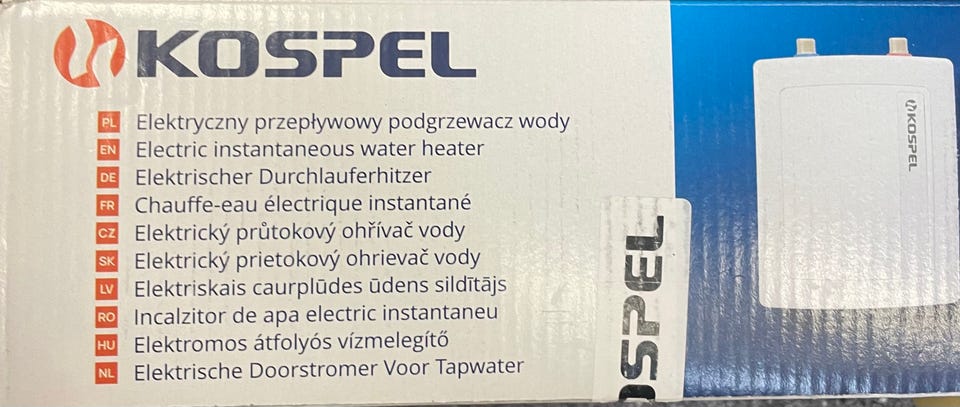 KOSPEL
PL Elektryczny przepływowy podgrzewacz wody
EN Electric instantaneous water heater
DE Elektrischer Durchlauferhitzer
FR Chauffe-eau électrique instantané
CZ Elektrický průtokový ohřívač vody
SK Elektrický prietokový ohrievač vody
LV Elektriskais caurplūdes ūdens sildītājs
RO Incalzitor de apa electric instantaneu
HU Elektromos átfolyós vízmelegítő
NL Elektrische Doorstromer Voor Tapwater
OSPEL
KOSPEL